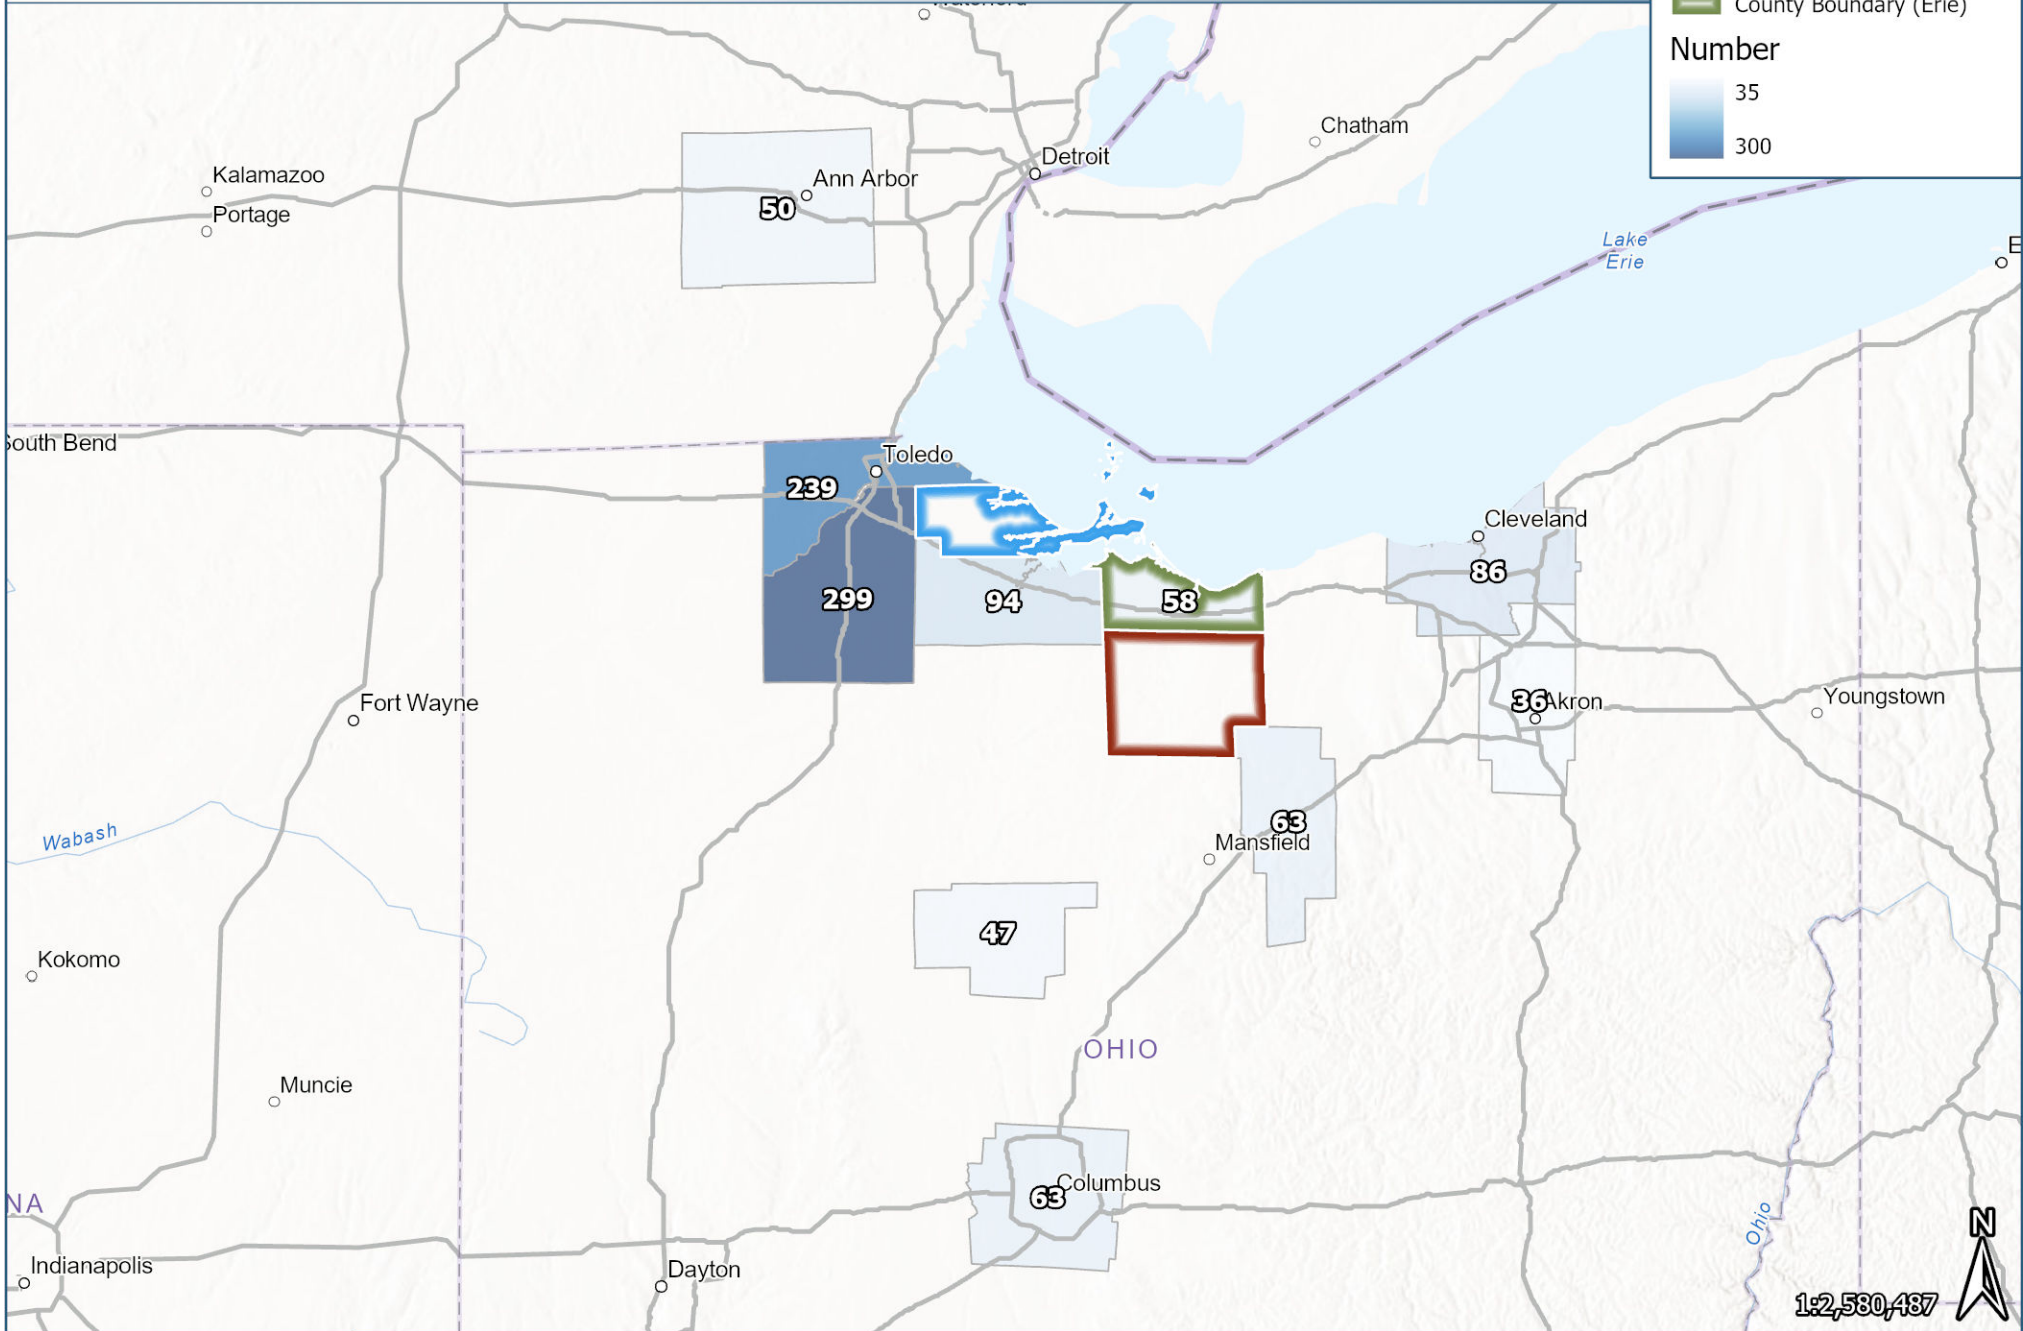 County Boundary (Erie)
Number
35
300
Chatham
Detroit
Kalamazoo
Ann Arbor
50
Portage
Lake
Erie
South Bend
Toledo
239
Cleveland
86
299
94
58
Fort Wayne
36
Akron
Youngstown
Wabash
63
Mansfield
47
Kokomo
OHIO
Muncie
Columbus
63
NA
Ohio
N
Indianapolis
Dayton
1:2,580,487